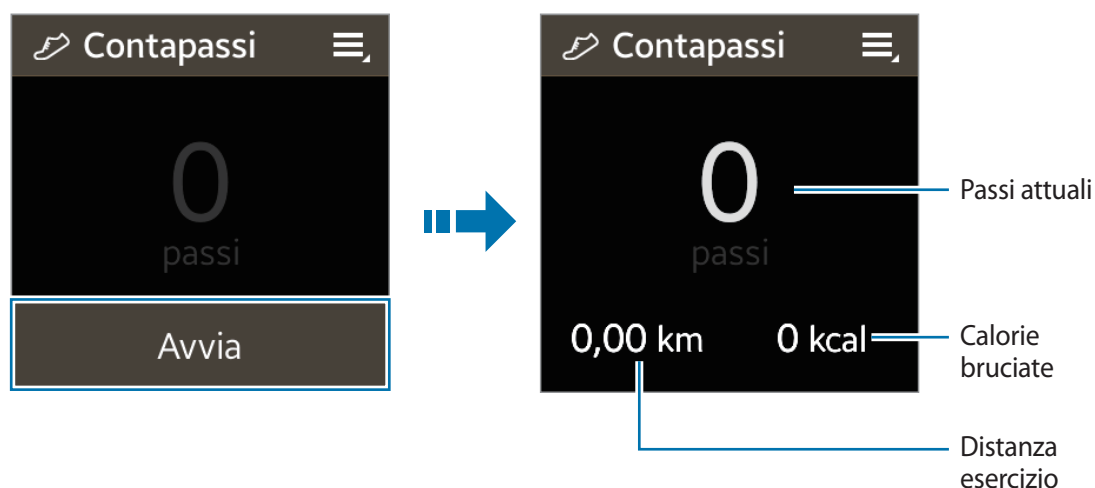 Contapassi
0
passi
Avvia
Contapassi
0
passi
0,00 km
0 kcal
Passi attuali
Calorie
bruciate
Distanza
esercizio